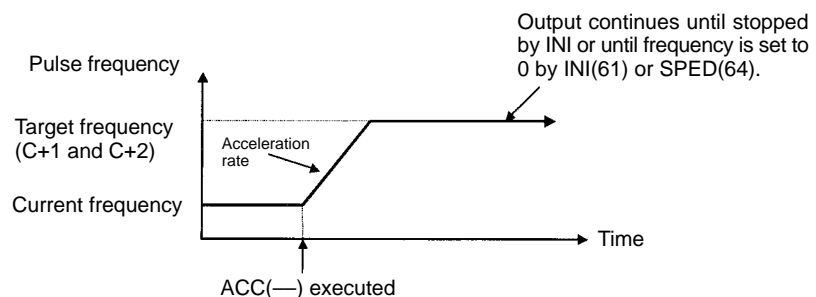 Output continues until stopped
by INI or until frequency is set to
0 by INI(61) or SPED(64).
Pulse frequency
Target frequency
(C+1 and C+2)
Acceleration
rate
Current frequency
Time
ACC(—) executed